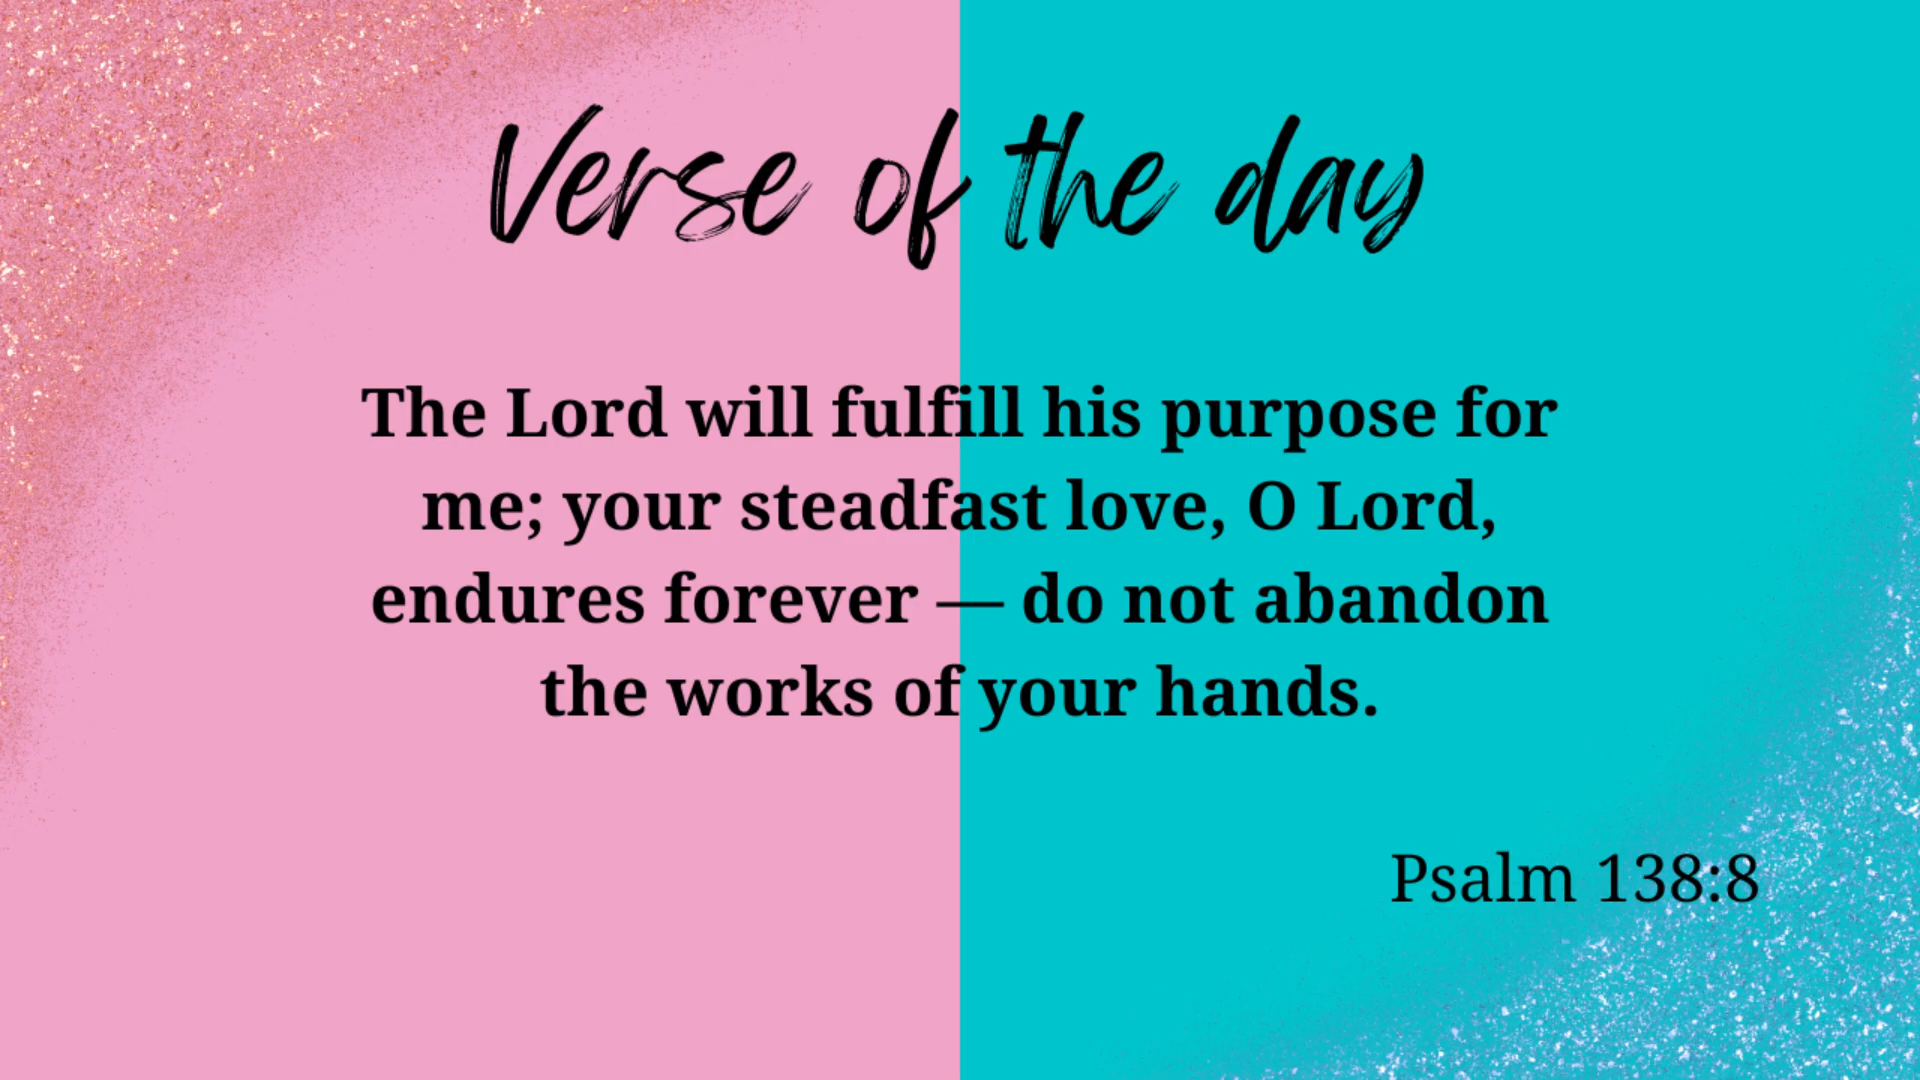 Verse of the day
The Lord will fulfill his purpose for
me; your steadfast love, O Lord,
endures forever — do not abandon
the works of your hands.
Psalm 138:8